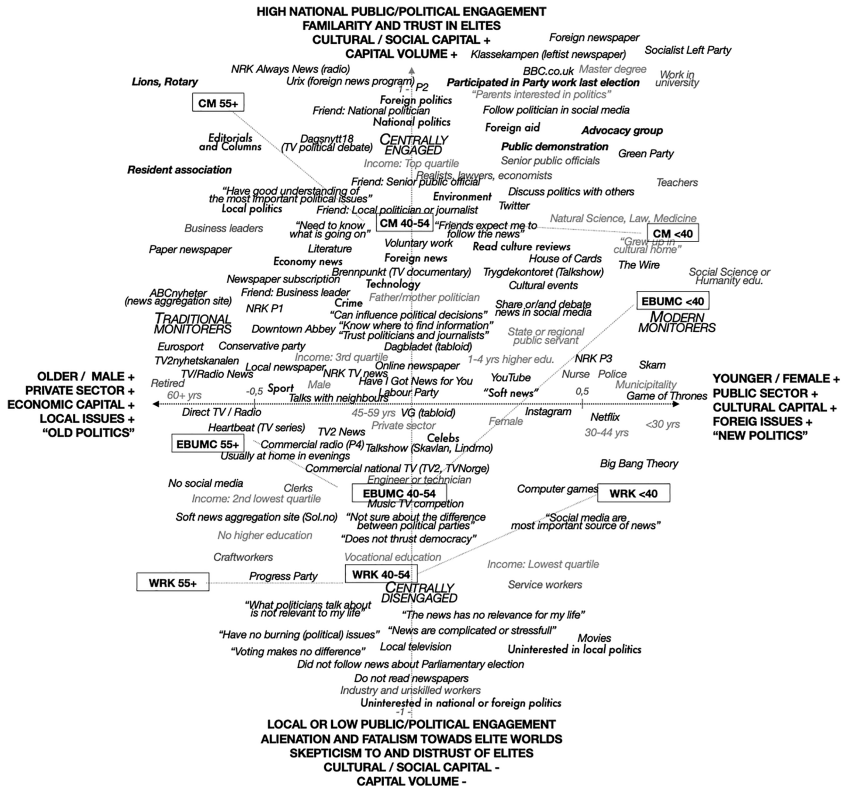 HIGH NATIONAL PUBLIC/POLITICAL ENGAGEMENT
FAMILARITY AND TRUST IN ELITES
CULTURAL / SOCIAL CAPITAL +
CAPITAL VOLUME +
Foreign newspaper
Klassekampen (leftist newspaper)
Socialist Left Party
NRK Always News (radio)
BBC.co.uk
Master degree
Work in
university
Lions, Rotary
Urix (foreign news program)
1 -
P2
Participated in Party work last election
"Parents interested in politics"
CM 55+
Foreign politics
Friend: National politician
Follow politician in social media
National politics
Foreign aid
Advocacy group
Editorials
and Columns
Dagsnytt18
(TV political debate)
CENTRALLY
ENGAGED
Public demonstration
Green Party
Income: Top quartile
Senior public officials
Resident association
Realists, lawyers, economists
Friend: Senior public official
Teachers
"Have good understanding of
the most important political issues"
Environment
Discuss politics with others
Local politics
Friend: Local politician or journalist
Twitter
Natural Science, Law, Medicine
Business leaders
"Need to know
what is going on"
CM 40-54
"Friends expect me to
follow the news"
CM <40
"Grew up in
cultural home"
Paper newspaper
Literature
Voluntary work
Read culture reviews
Economy news
Foreign news
House of Cards
The Wire
Newspaper subscription
Brennpunkt (TV documentary)
Trygdekontoret (Talkshow)
Social Science or
Humanity edu.
Technology
Cultural events
ABCnyheter
(news aggregation site)
Friend: Business leader
Father/mother politician
EBUMC <40
NRK P1
Crime
Share or/and debate
news in social media
"Can influence political decisions"
TRADITIONAL
MONITORERS
Downtown Abbey
"Know where to find information"
"Trust politicians and journalists"
State or regional
public servant
MODERN
MONITORERS
Eurosport
Conservative party
Dagbladet (tabloid)
TV2nyhetskanalen
Income: 3rd quartile
1-4 yrs higher edu.
NRK P3
Local newspaper
Online newspaper
Skam
OLDER / MALE +
PRIVATE SECTOR +
ECONOMIC CAPITAL +
LOCAL ISSUES +
"OLD POLITICS"
TV/Radio News
NRK TV news
Nurse
Police
YOUNGER / FEMALE +
PUBLIC SECTOR +
CULTURAL CAPITAL +
FOREIG ISSUES +
"NEW POLITICS"
Retired
60+ yrs
-0,5
Sport
Male
Have I Got News for You
YouTube
Municipality
Labour Party
"Soft news"
0,5
Game of Thrones
Talks with neighbours
Direct TV / Radio
45-59 yrs
VG (tabloid)
Instagram
Netflix
Private sector
Female
<30 yrs
Heartbeat (TV series)
TV2 News
30-44 yrs
EBUMC 55+
Commercial radio (P4)
Celebs
Talkshow (Skavlan, Lindmo)
Usually at home in evenings
Commercial national TV (TV2, TVNorge)
Big Bang Theory
No social media
Clerks
Engineer or technician
Income: 2nd lowest quartile
EBUMC 40-54
Computer games
WRK <40
Music TV competion
Soft news aggregation site (Sol.no)
"Not sure about the difference
between political parties"
"Social media are
most important source of news"
No higher education
"Does not thrust democracy"
Craftworkers
Vocational education
Income: Lowest quartile
WRK 55+
Progress Party
WRK 40-54
Service workers
CENTRALLY
DISENGAGED
"What politicians talk about
is not relevant to my life"
"The news has no relevance for my life"
"Have no burning (political) issues"
"News are complicated or stressfull"
Movies
"Voting makes no difference"
Local television
Uninterested in local politics
Did not follow news about Parliamentary election
Do not read newspapers
Industry and unskilled workers
Uninterested in national or foreign politics
-1 -
LOCAL OR LOW PUBLIC/POLITICAL ENGAGEMENT
ALIENATION AND FATALISM TOWADS ELITE WORLDS
SKEPTICISM TO AND DISTRUST OF ELITES
CULTURAL / SOCIAL CAPITAL -
CAPITAL VOLUME -